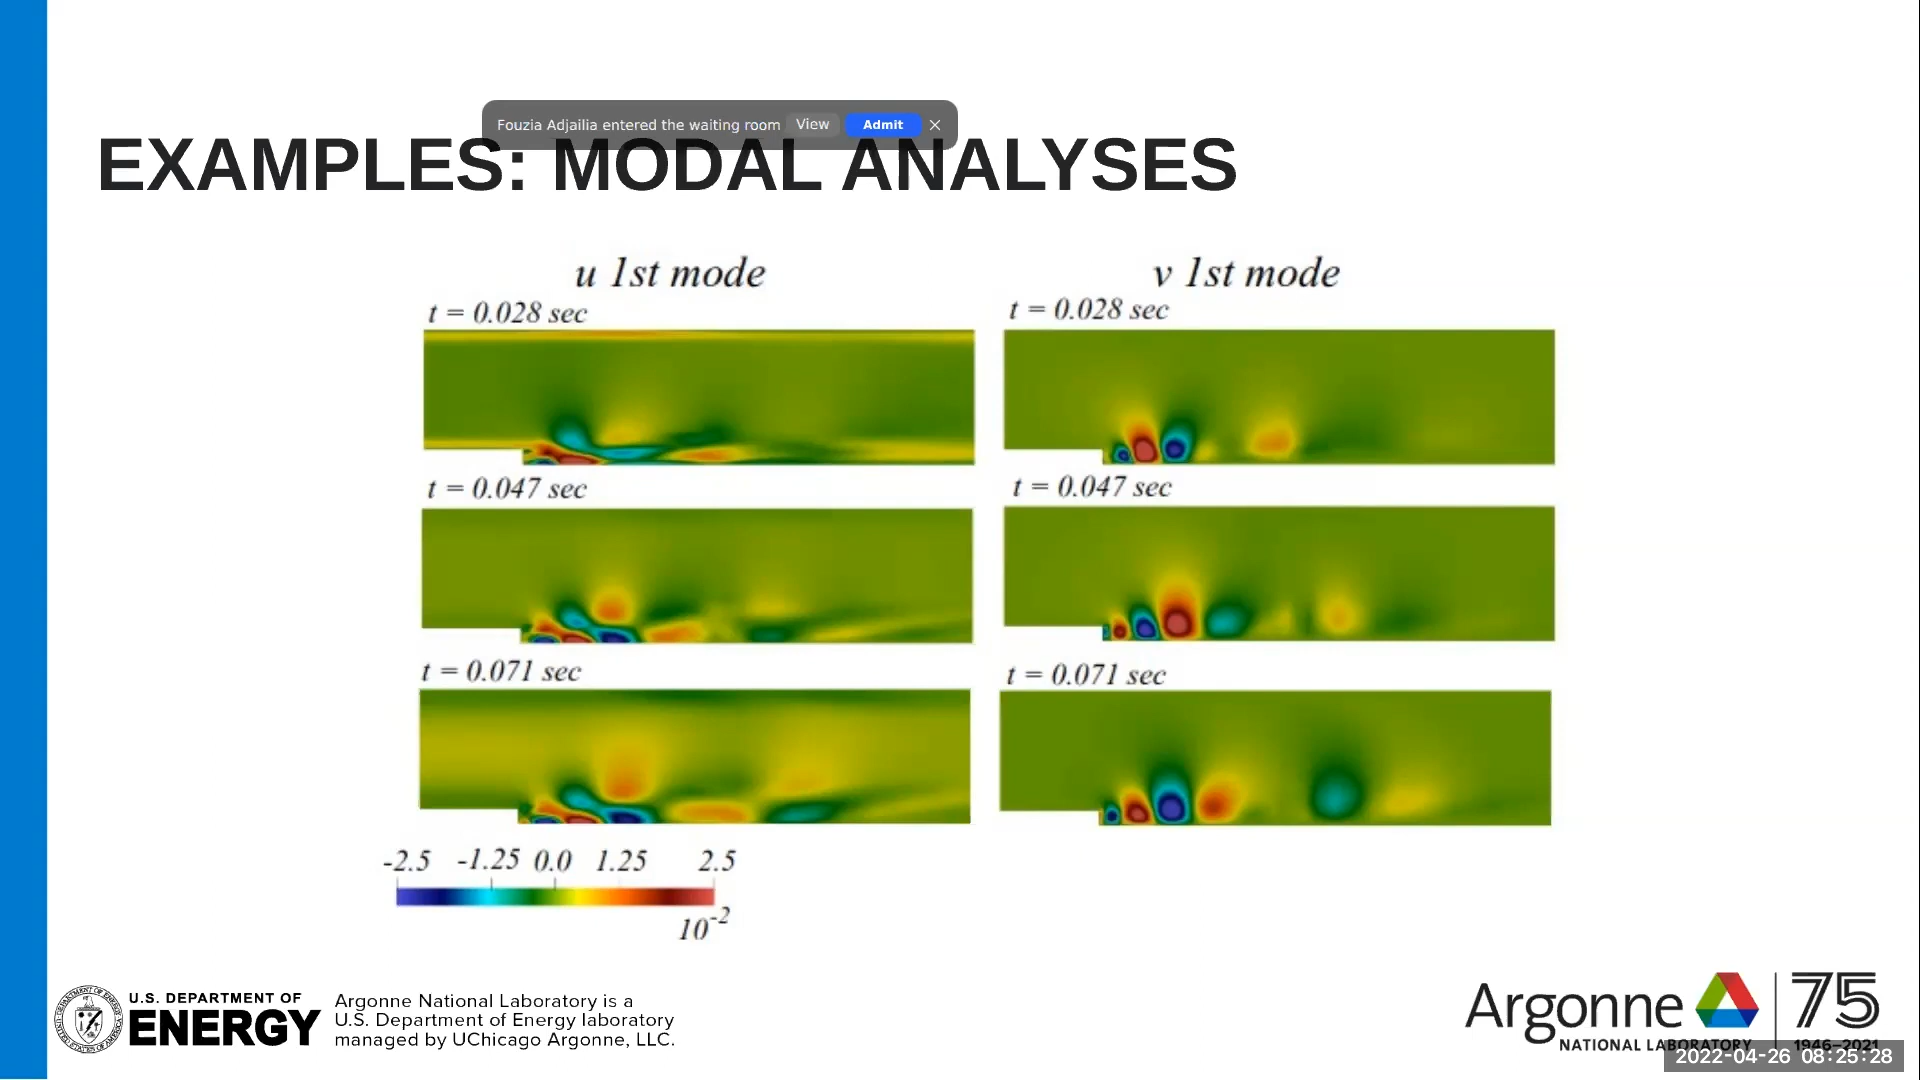 Fouzia Adjailia entered the waiting room View Admit
EXAMPLES: MODAL ANALYSES
u 1st mode
v 1st mode
t = 0.028 sec
t = 0.028 sec
t = 0.047 sec
t = 0.047 sec
t = 0.071 sec
t = 0.071 sec
-2.5 -1.25 0.0 1.25 2.5
10-2
U.S. DEPARTMENT OF
ENERGY
Argonne National Laboratory is a
U.S. Department of Energy laboratory
managed by UChicago Argonne, LLC.
Argonne
NATIONAL LABORATORY
75
1946–2021
2022-04-26 08:25:28